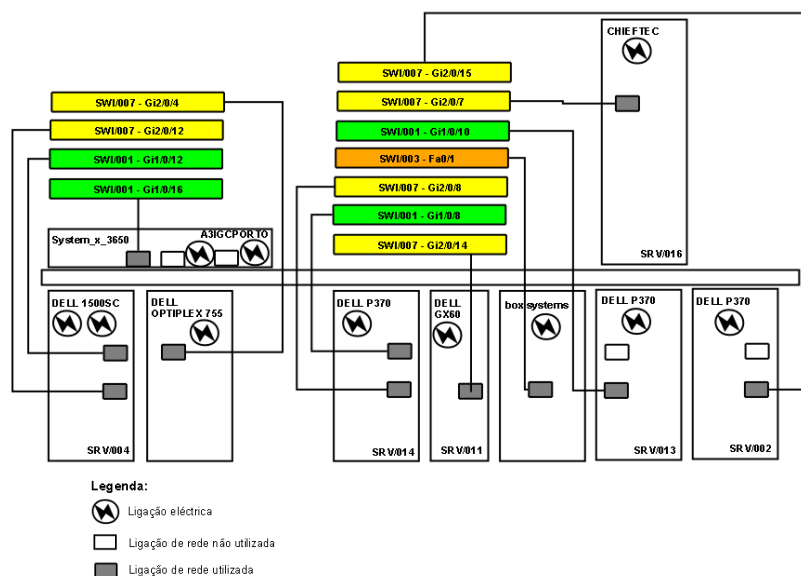 CHIEFTEC
SWI/007 - Gi2/0/15
SWI/007 - Gi2/0/4
SWI/007 - Gi2/0/7
SWI/007 - Gi2/0/12
SWI/001 - Gi1/0/10
SWI/001 - Gi1/0/12
SWI/003 - Fa0/1
SWI/001 - Gi1/0/16
SWI/007 - Gi2/0/8
SWI/001 - Gi1/0/8
System_x_3650
A3IGCPORTO
SWI/007 - Gi2/0/14
SRV/016
DELL 1500SC
DELL
OPTIPLEX 755
DELL P370
DELL
GX60
box systems
DELL P370
DELL P370
SRV/004
SRV/014
SRV/011
SRV/013
SRV/002
Legenda:
Ligação eléctrica
Ligação de rede não utilizada
Ligação de rede utilizada